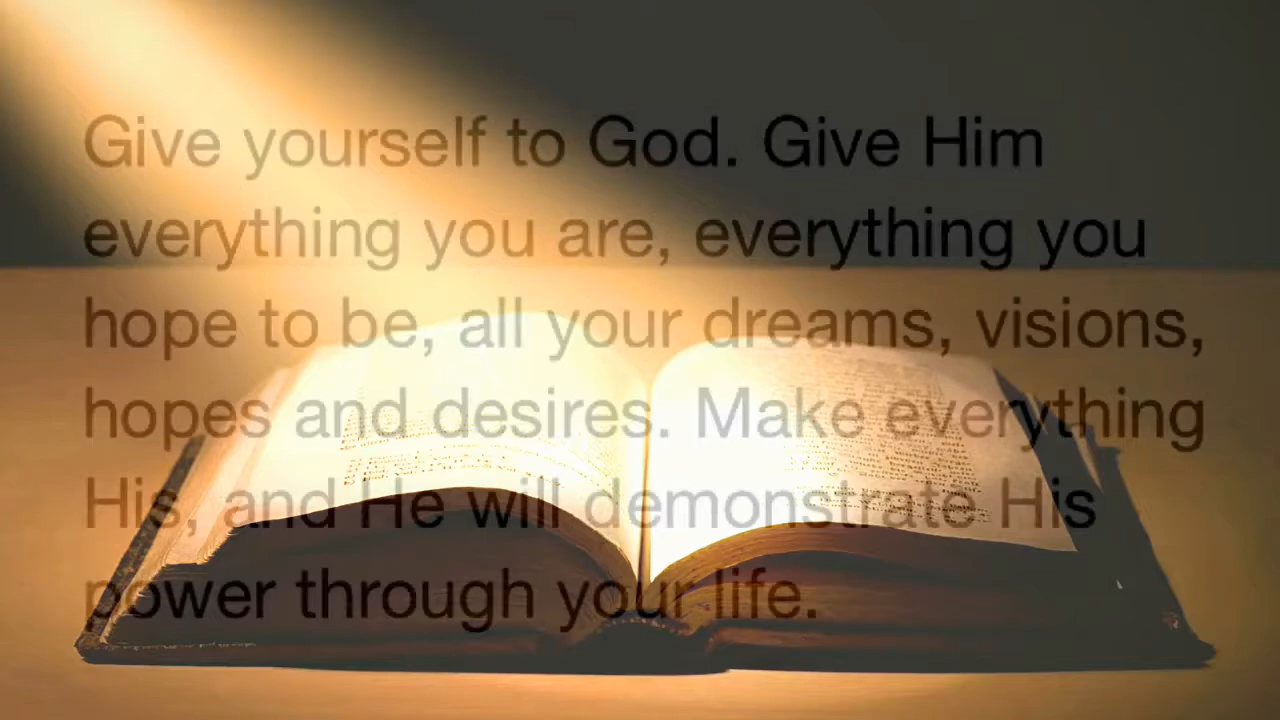 Give yourself to God. Give Him
everything you are, everything you
hope to be, all your dreams, visions,
hopes and desires. Make everything
His, and He will demonstrate His
power through your life.